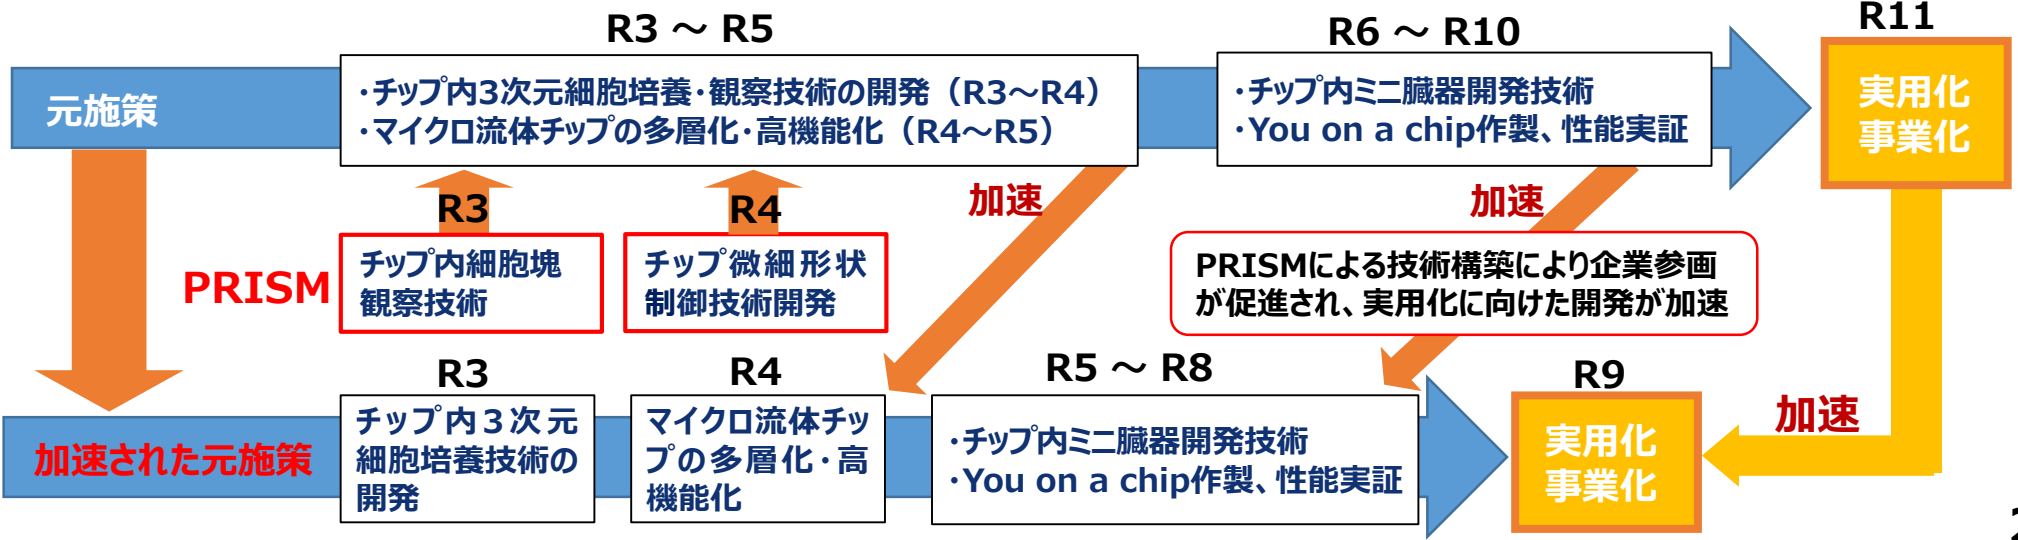 R3 ～ R5
R6 ～ R10
R11
元施策
・チップ内3次元細胞培養・観察技術の開発（R3～R4）
・マイクロ流体チップの多層化・高機能化（R4～R5）
・チップ内ミニ臓器開発技術
・You on a chip作製、性能実証
実用化
事業化
R3
R4
加速
加速
PRISM
チップ内細胞塊
観察技術
チップ微細形状
制御技術開発
PRISMによる技術構築により企業参画
が促進され、実用化に向けた開発が加速
R3
R4
R5 ～ R8
R9
加速
加速された元施策
チップ内３次元
細胞培養技術の
開発
マイクロ流体チッ
プの多層化・高
機能化
・チップ内ミニ臓器開発技術
・You on a chip作製、性能実証
実用化
事業化